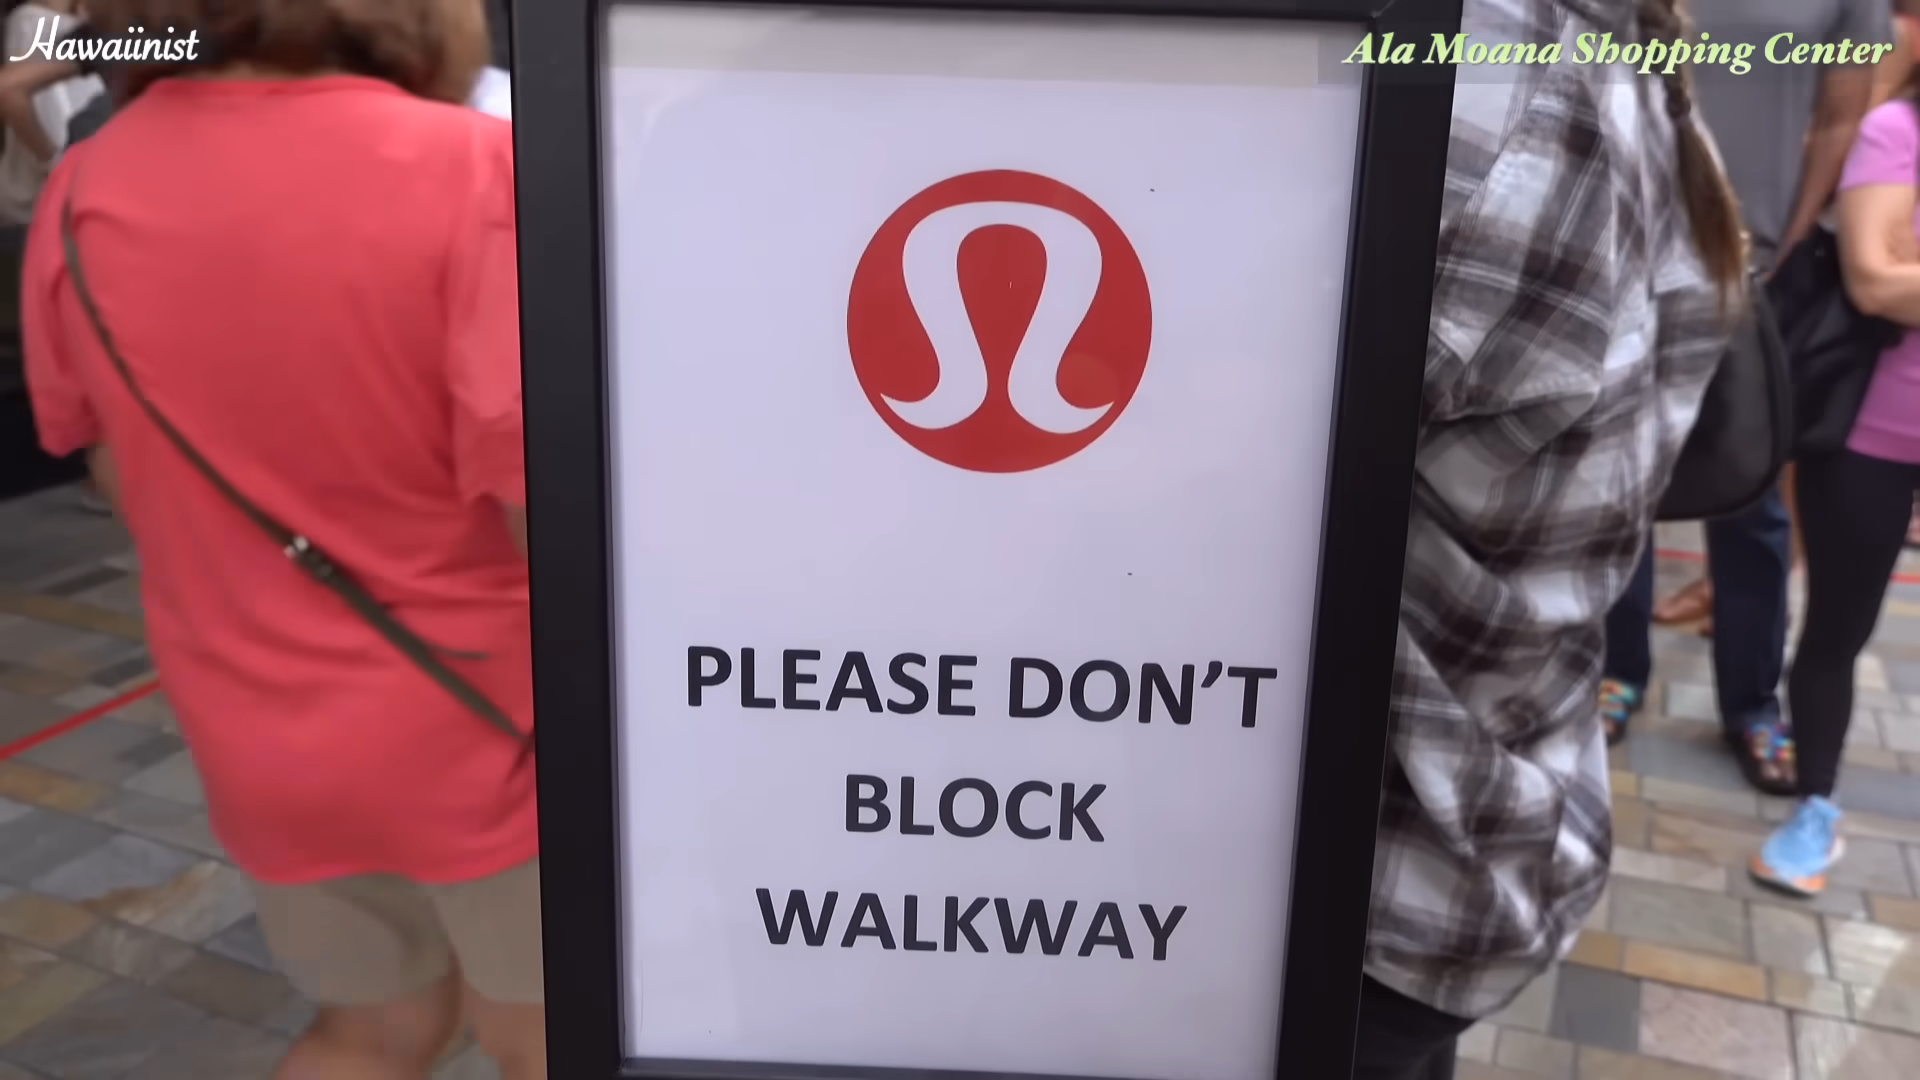 Hawaiinist
Ala Moana Shopping Center
PLEASE DON'T
BLOCK
WALKWAY